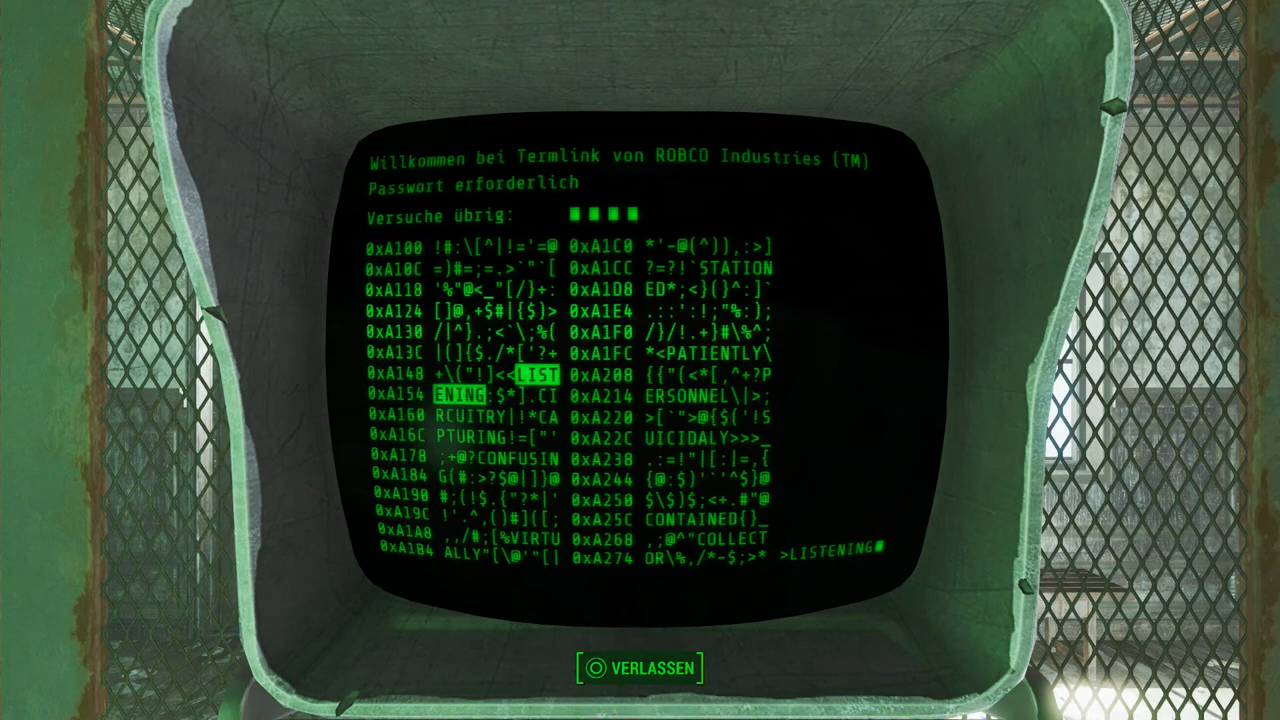 Willkommen bei Termlink von ROBCO Industries (TM)
Passwort erforderlich
Versuche übrig: ■ ■ ■ ■
0xA100 !#:\[^|!='=@ 0xA1C0 *'-@(^)),:>]
0xA10C =)#=;=.>`"`[ 0xA1CC ?=?!`STATION
0xA118 '%"@<_"[/}+: 0xA1D8 ED*;<}(}^:]`
0xA124 []@,+$#|{$)> 0xA1E4 .::':!;"%:);
0xA130 /|^}.;<`\;%( 0xA1F0 /}/!.+}#\%^;
0xA13C |(]{$./*['?+ 0xA1FC *<PATIENTLY\
0xA148 +\("!]<<LIST 0xA208 {{"(<*[,^+?P
0xA154 ENING:$*].CI 0xA214 ERSONNEL\|>;
0xA160 RCUITRY|!*CA 0xA220 >[`">@{$('!S
0xA16C PTURING!=["' 0xA22C UICIDALY>>>_
0xA178 ;+@?CONFUSIN 0xA238 .:=!"|[:|=,{
0xA184 G(#:>?$@|]}@ 0xA244 {@:$)'`'^$}@
0xA190 #;(!$.{"?*|' 0xA250 $\$)$;<+.#"@
0xA19C !'.^,()#]([; 0xA25C CONTAINED{}_
0xA1A8 ,,/#;[%VIRTU 0xA268 ,;@^"COLLECT
0xA1B4 ALLY"[\@'"[| 0xA274 OR\%,/*-$;>* >LISTENING■
VERLASSEN